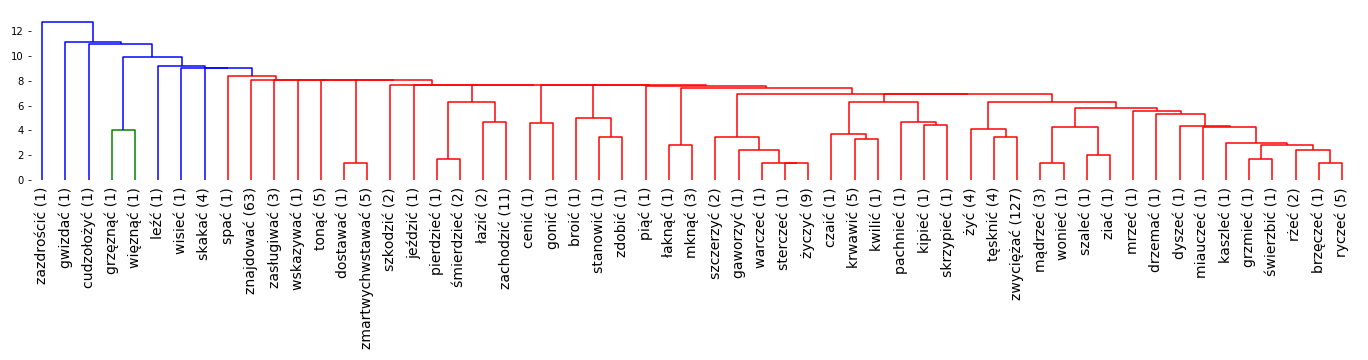 12
10
8
6
4
2
0
zazdrościć (1)
gwizdać (1)
cudzołożyć (1)
grzęznąć (1)
więznąć (1)
leźć (1)
wisieć (1)
skakać (4)
spać (1)
znajdować (63)
zasługiwać (3)
wskazywać (1)
tonąć (5)
dostawać (1)
zmartwychwstawać (5)
szkodzić (2)
jeździć (1)
pierdzieć (1)
śmierdzieć (2)
łazić (2)
zachodzić (11)
cenić (1)
gonić (1)
broić (1)
stanowić (1)
zdobić (1)
piąć (1)
łaknąć (1)
mknąć (3)
szczerzyć (2)
gaworzyć (1)
warczeć (1)
sterczeć (1)
życzyć (9)
czaić (1)
krwawić (5)
kwilić (1)
pachnieć (1)
kipieć (1)
skrzypieć (1)
żyć (4)
tęsknić (4)
zwyciężać (127)
mądrzeć (3)
wonieć (1)
szaleć (1)
ziać (1)
mrzeć (1)
drzemać (1)
dyszeć (1)
miauczeć (1)
kaszleć (1)
grzmieć (1)
świerzbić (1)
rżeć (2)
brzęczeć (1)
ryczeć (5)